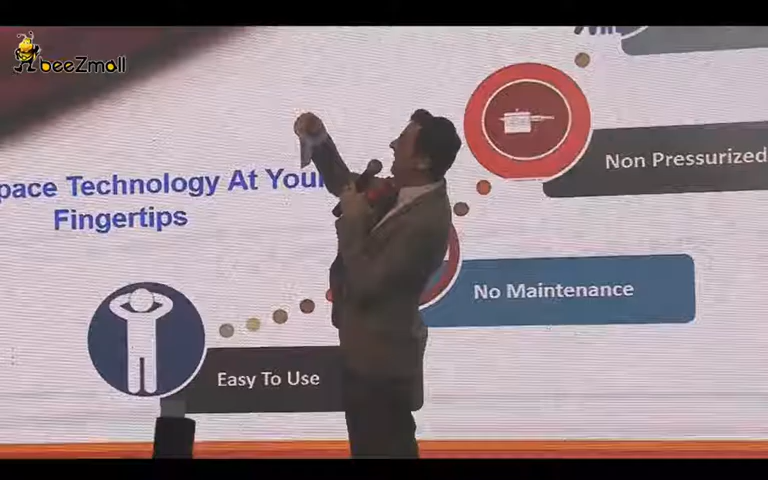 beeZmall
pace Technology At Your
Fingertips
Non Pressurized
No Maintenance
Easy To Use